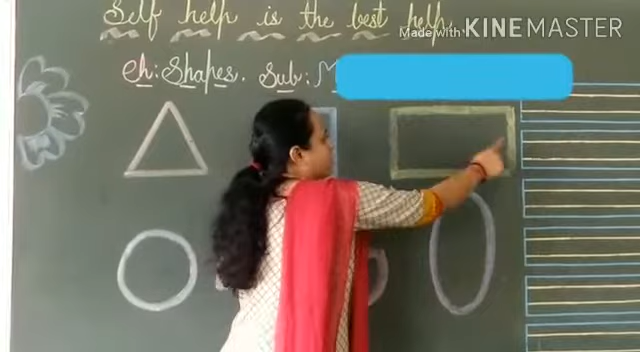 Self help is the best help.
Made with KINEMASTER
Ch: Shapes. Sub: M